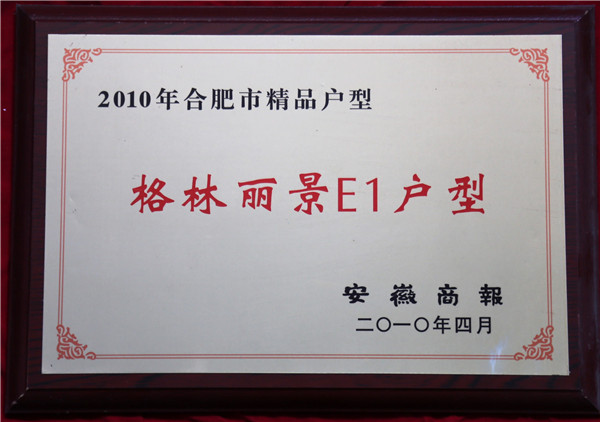 2010年合肥市精品户型
格林丽景E1户型
安徽商報
二〇一〇年四月